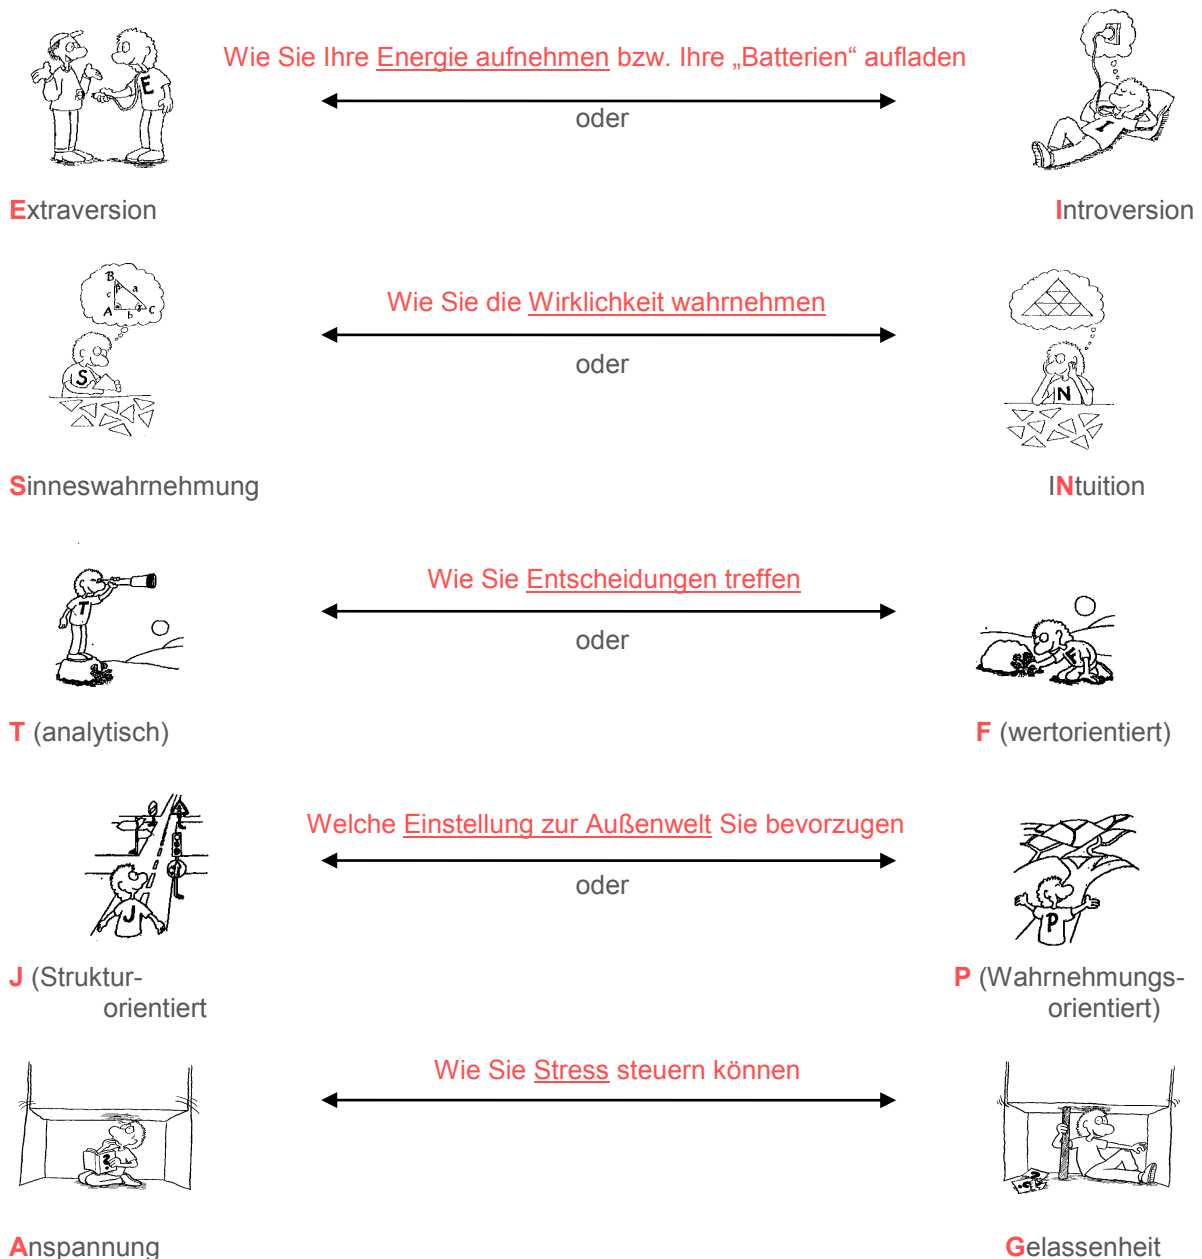 Wie Sie Ihre Energie aufnehmen bzw. Ihre „Batterien“ aufladen
E
oder
I
Extraversion
Introversion
B
c
a
A
b
C
Wie Sie die Wirklichkeit wahrnehmen
S
oder
N
Sinneswahrnehmung
INtuition
Wie Sie Entscheidungen treffen
T
oder
F
T (analytisch)
F (wertorientiert)
Welche Einstellung zur Außenwelt Sie bevorzugen
J
oder
P
J (Struktur-
orientiert
P (Wahrnehmungs-
orientiert)
Wie Sie Stress steuern können
Anspannung
Gelassenheit